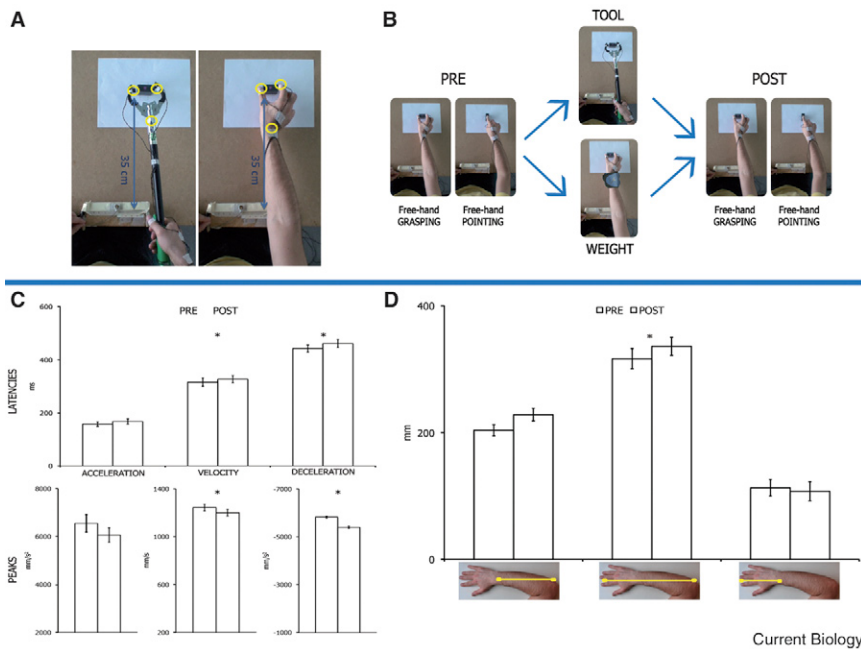 A
35 cm
35 cm
B
TOOL
PRE
POST
Free-hand
GRASPING
Free-hand
POINTING
Free-hand
GRASPING
Free-hand
POINTING
WEIGHT
C
PRE POST
LATENCIES
ms
600
400
200
0
*
*
ACCELERATION
VELOCITY
DECELERATION
PEAKS
mm/s²
8000
6000
4000
2000
mm/s
1400
1000
600
200
*
mm/s²
-7000
-5000
-3000
-1000
*
D
PRE POST
mm
400
200
0
*
Current Biology